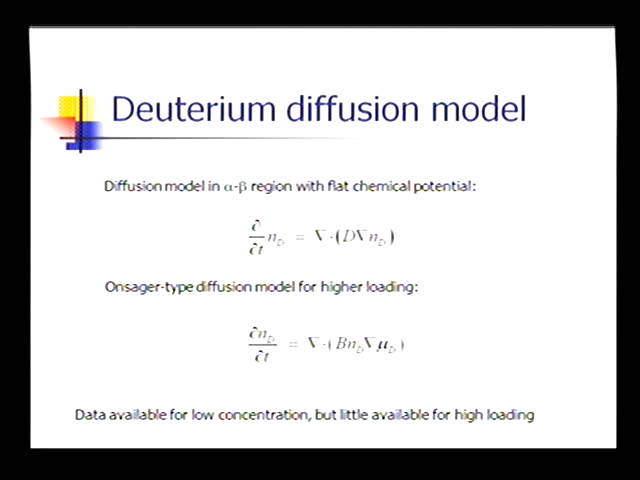 Deuterium diffusion model
Diffusion model in α-β region with flat chemical potential:
∂/∂t n_D = ∇·(D∇n_D)
Onsager-type diffusion model for higher loading:
∂n_D/∂t = ∇·(Bn_D∇μ_D)
Data available for low concentration, but little available for high loading